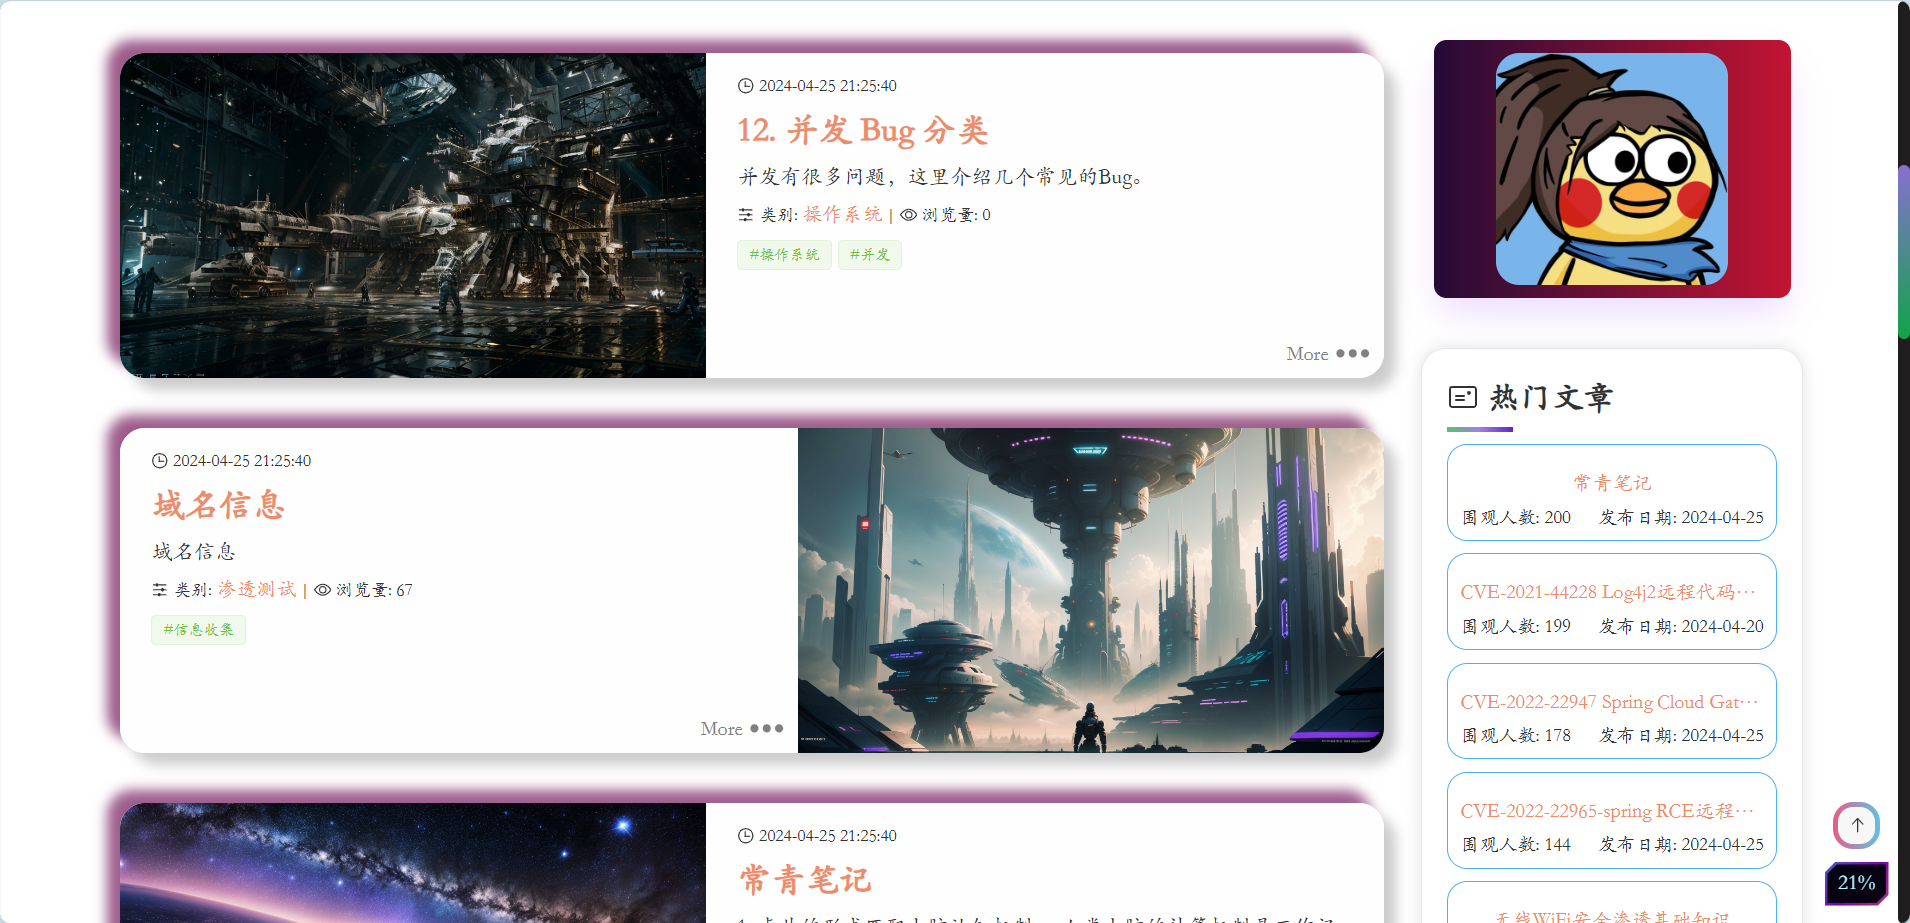 2024-04-25 21:25:40
12. 并发 Bug 分类
并发有很多问题，这里介绍几个常见的Bug。
类别: 操作系统 | 浏览量: 0
#操作系统 #并发
More
2024-04-25 21:25:40
域名信息
域名信息
类别: 渗透测试 | 浏览量: 67
#信息收集
More
2024-04-25 21:25:40
常青笔记
热门文章
常青笔记
围观人数: 200 发布日期: 2024-04-25
CVE-2021-44228 Log4j2远程代码…
围观人数: 199 发布日期: 2024-04-20
CVE-2022-22947 Spring Cloud Gat…
围观人数: 178 发布日期: 2024-04-25
CVE-2022-22965-spring RCE远程…
围观人数: 144 发布日期: 2024-04-25
无线WiFi安全渗透基础知识
21%